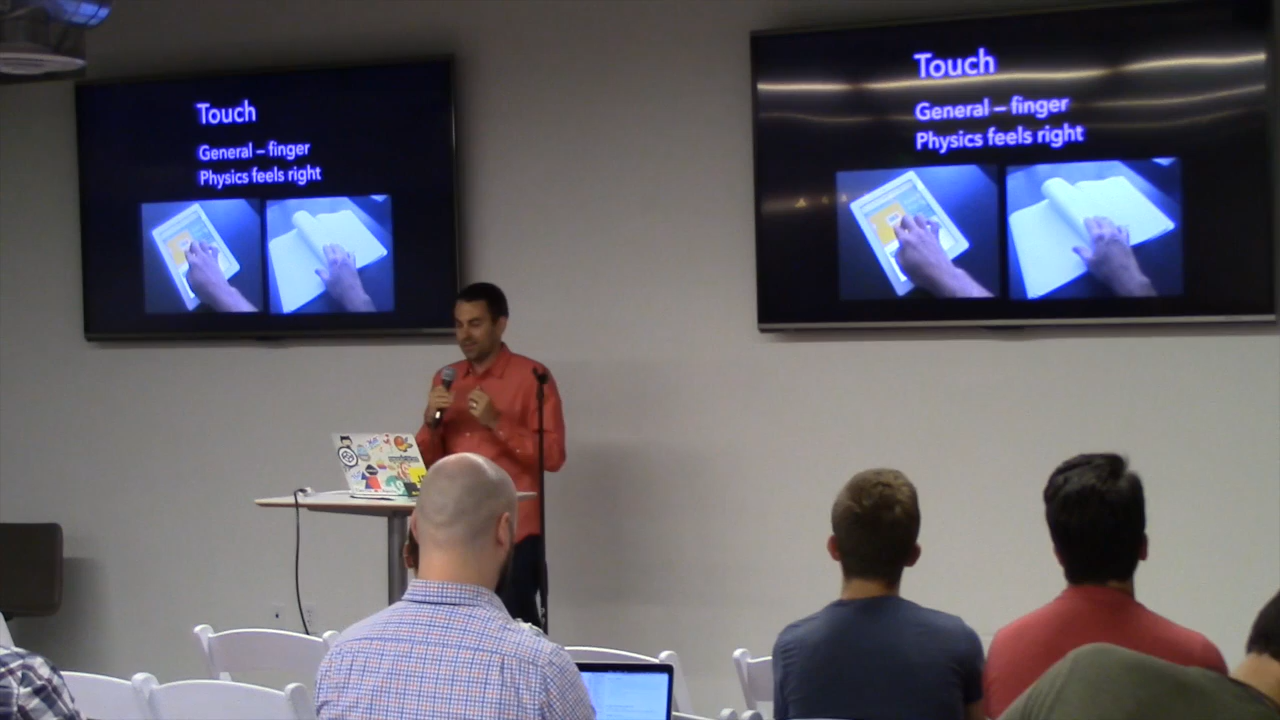 Touch
General – finger
Physics feels right
Touch
General – finger
Physics feels right